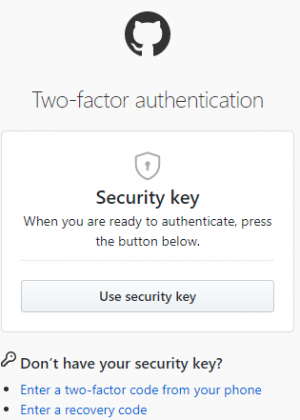 Two-factor authentication
Security key
When you are ready to authenticate, press
the button below.
Use security key
Don´t have your security key?
Enter a two-factor code from your phone
Enter a recovery code